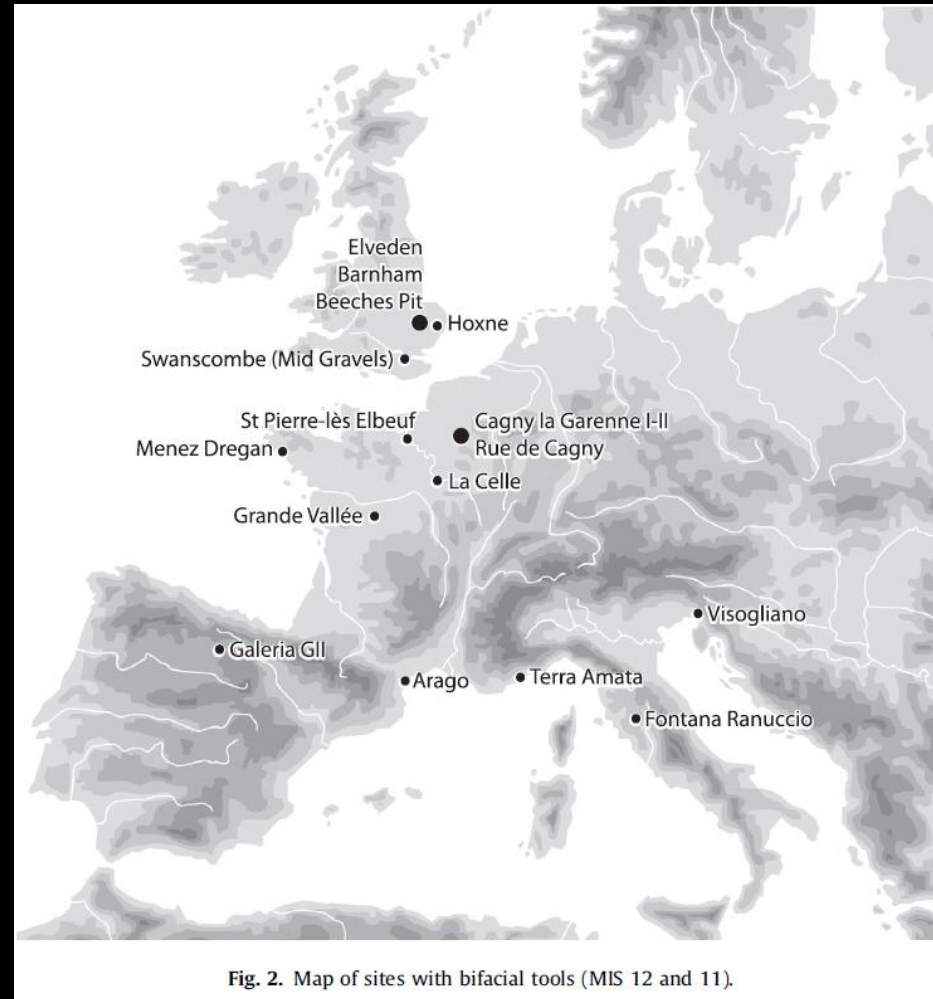 Elveden
Barnham
Beeches Pit
Hoxne
Swanscombe (Mid Gravels)
St Pierre-lès Elbeuf
Cagny la Garenne I-II
Rue de Cagny
Menez Dregan
La Celle
Grande Vallée
Visogliano
Galeria GII
Arago
Terra Amata
Fontana Ranuccio
Fig. 2. Map of sites with bifacial tools (MIS 12 and 11).